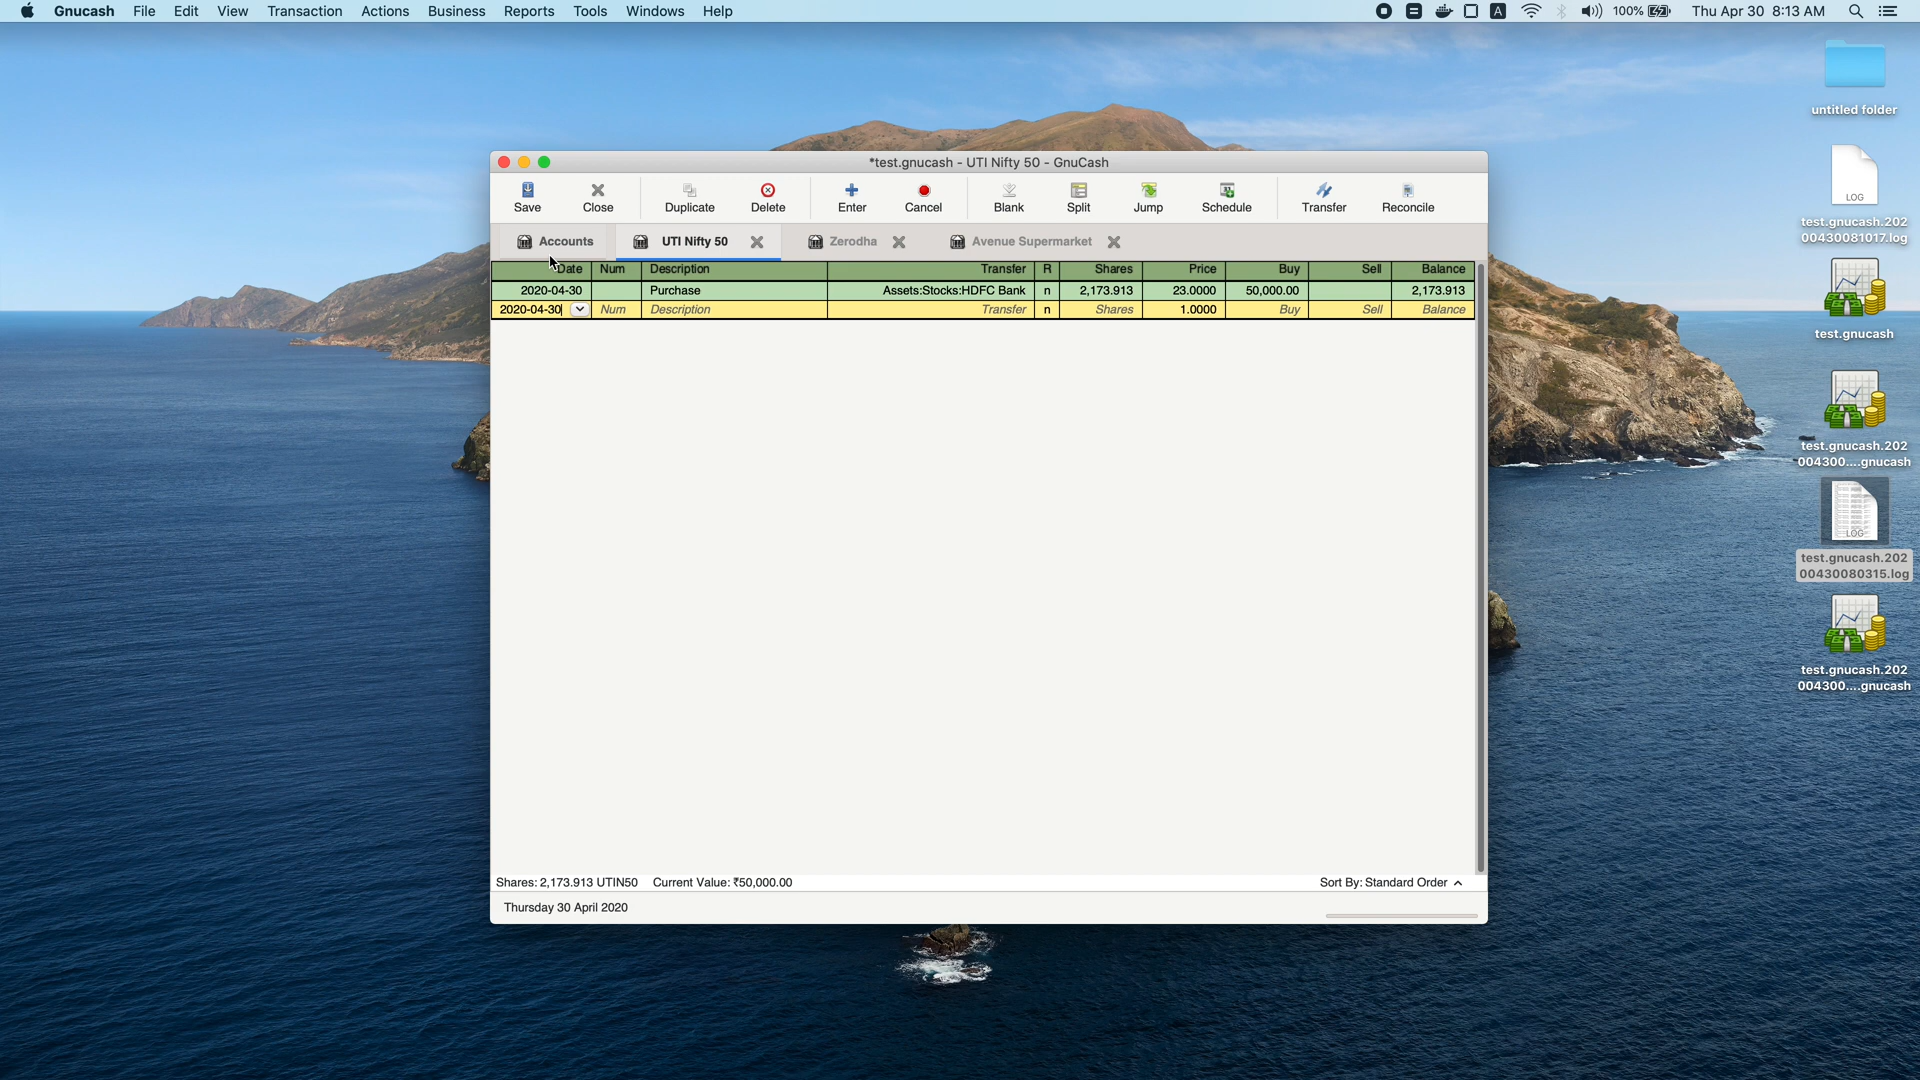 Gnucash File Edit View Transaction Actions Business Reports Tools Windows Help
A 100% Thu Apr 30 8:13 AM
*test.gnucash - UTI Nifty 50 - GnuCash
Save Close Duplicate Delete Enter Cancel Blank Split Jump Schedule Transfer Reconcile
Accounts UTI Nifty 50 Zerodha Avenue Supermarket
Date Num Description Transfer R Shares Price Buy Sell Balance
2020-04-30 Purchase Assets:Stocks:HDFC Bank n 2,173.913 23.0000 50,000.00 2,173.913
2020-04-30 Num Description Transfer n Shares 1.0000 Buy Sell Balance
Shares: 2,173.913 UTIN50 Current Value: ₹50,000.00 Sort By: Standard Order
Thursday 30 April 2020
untitled folder
LOG
test.gnucash.202
00430081017.log
test.gnucash
test.gnucash.202
004300....gnucash
LOG
test.gnucash.202
00430080315.log
test.gnucash.202
004300....gnucash